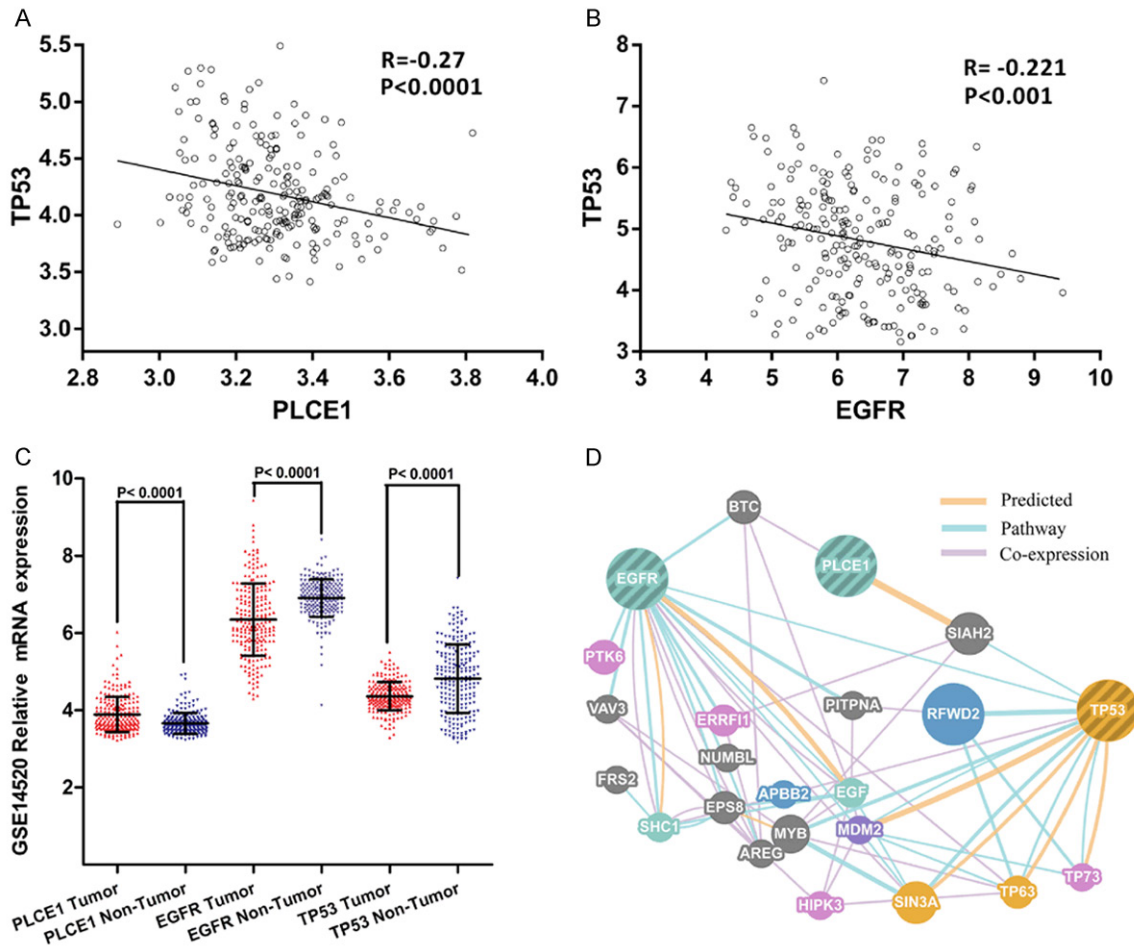 A
R=-0.27
P<0.0001
5.5
5.0
4.5
4.0
3.5
3.0
TP53
2.8 3.0 3.2 3.4 3.6 3.8 4.0
PLCE1
B
R= -0.221
P<0.001
8
7
6
5
4
3
TP53
3 4 5 6 7 8 9 10
EGFR
C
P< 0.0001
P< 0.0001
P< 0.0001
10
8
6
4
2
GSE14520 Relative mRNA expression
PLCE1 Tumor
PLCE1 Non-Tumor
EGFR Tumor
EGFR Non-Tumor
TP53 Tumor
TP53 Non-Tumor
D
Predicted
Pathway
Co-expression
BTC
EGFR
PLCE1
SIAH2
PTK6
VAV3
ERRFI1
PITPNA
RFWD2
TP53
NUMBL
FRS2
APBB2
EGF
EPS8
SHC1
MYB
MDM2
AREG
TP73
TP63
HIPK3
SIN3A